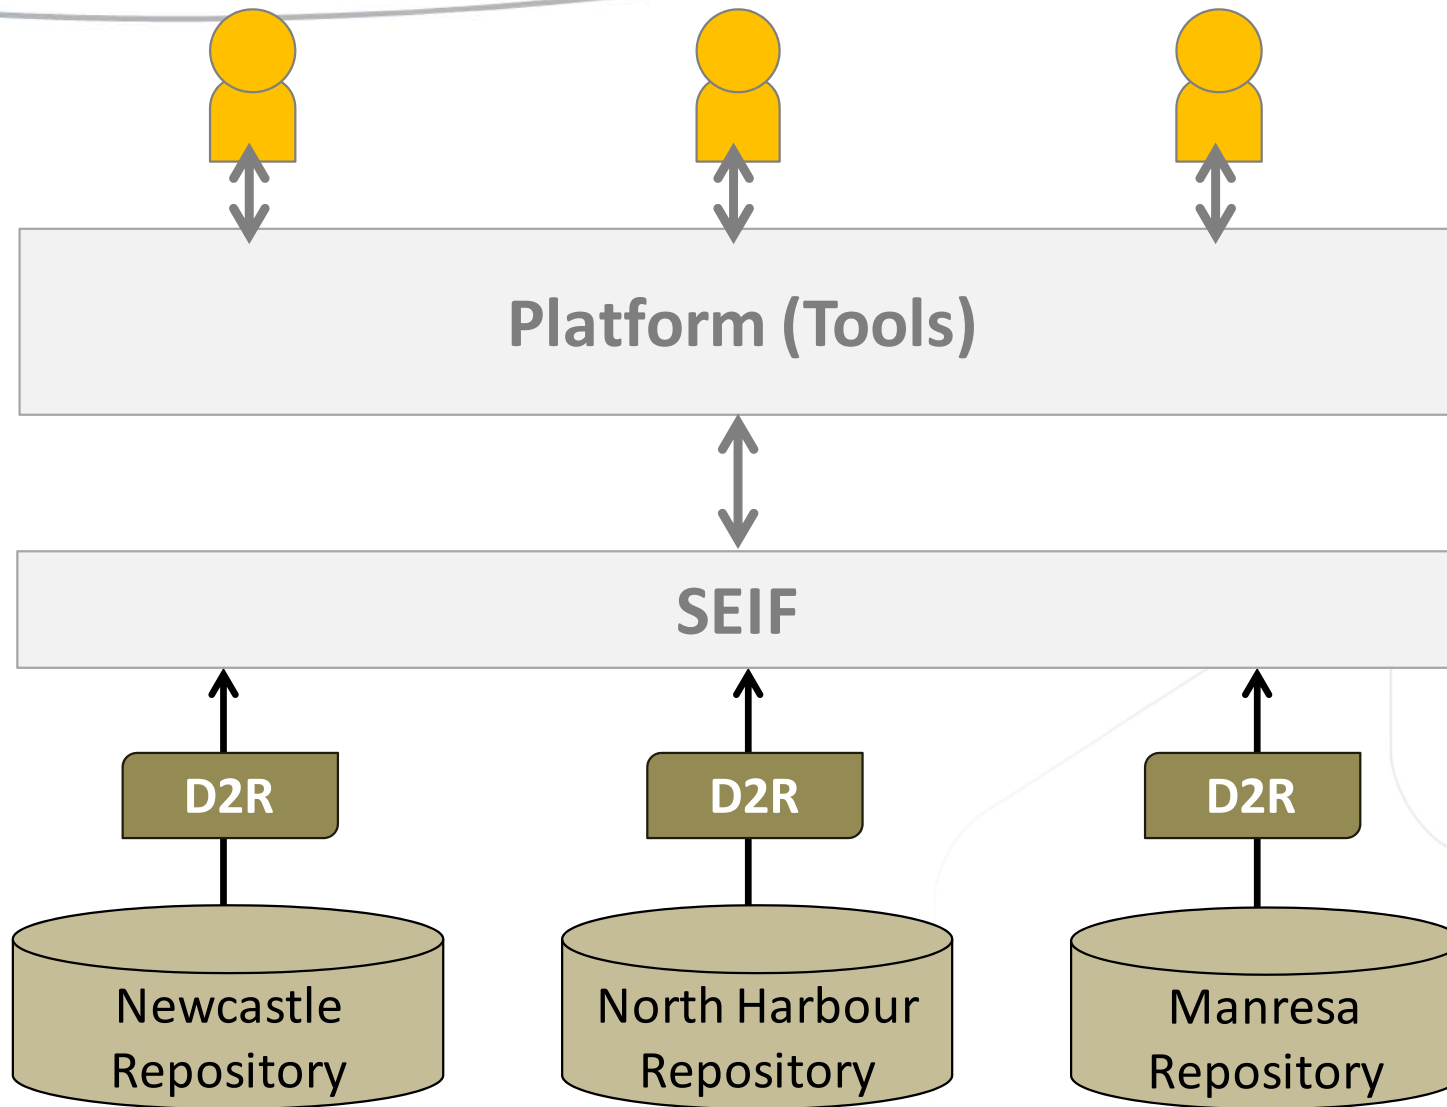 Platform (Tools)
SEIF
D2R
D2R
D2R
Newcastle
Repository
North Harbour
Repository
Manresa
Repository